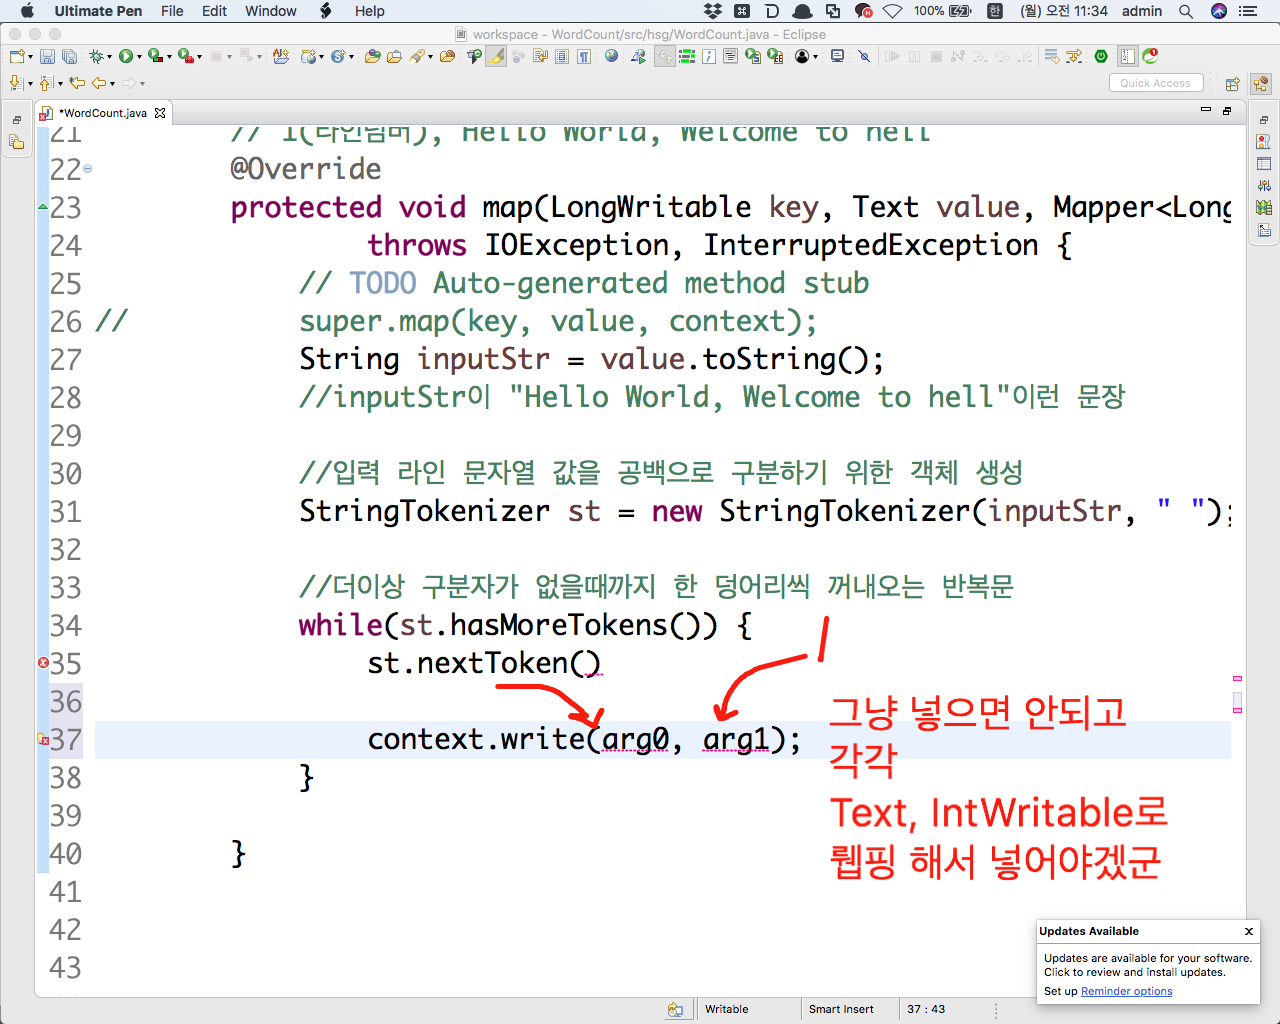 Ultimate Pen File Edit Window Help 100% 한 (월) 오전 11:34 admin
workspace - WordCount/src/hsg/WordCount.java - Eclipse
Quick Access
*WordCount.java
21 // 1(라인넘버), Hello World, Welcome to hell
22 @Override
23 protected void map(LongWritable key, Text value, Mapper<Long
24 throws IOException, InterruptedException {
25 // TODO Auto-generated method stub
26 // super.map(key, value, context);
27 String inputStr = value.toString();
28 //inputStr이 "Hello World, Welcome to hell"이런 문장
29
30 //입력 라인 문자열 값을 공백으로 구분하기 위한 객체 생성
31 StringTokenizer st = new StringTokenizer(inputStr, " ");
32
33 //더이상 구분자가 없을때까지 한 덩어리씩 꺼내오는 반복문
34 while(st.hasMoreTokens()) {
35 st.nextToken()
36
37 context.write(arg0, arg1);
38 }
39
40 }
41
42
43
1
그냥 넣으면 안되고
각각
Text, IntWritable로
뤱핑 해서 넣어야겠군
Updates Available x
Updates are available for your software.
Click to review and install updates.
Set up Reminder options
Writable Smart Insert 37 : 43